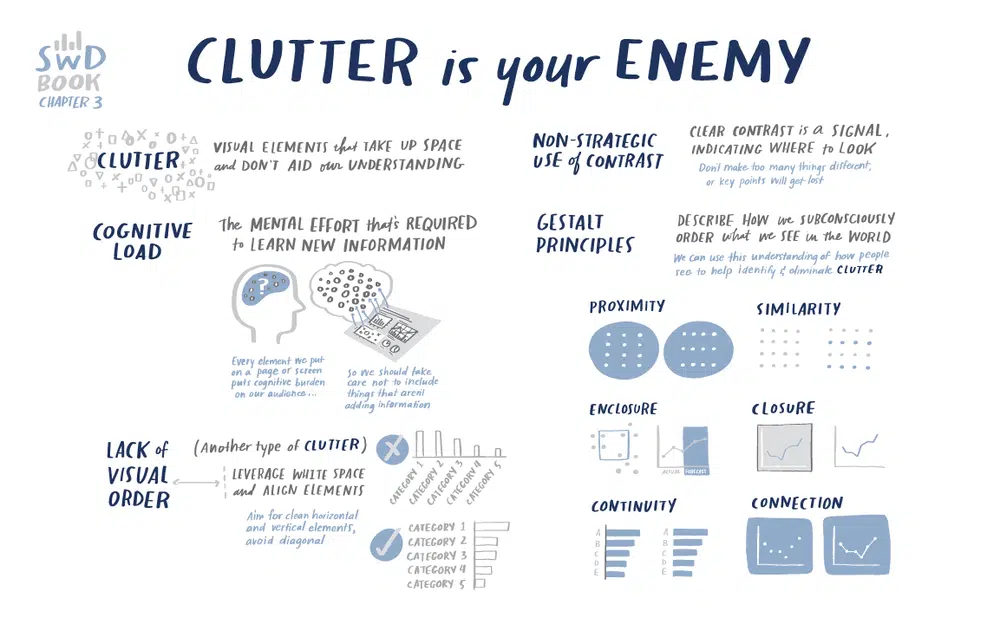 SWD
BOOK
CHAPTER 3
CLUTTER is your ENEMY
CLUTTER
VISUAL ELEMENTS that TAKE UP SPACE
and DON'T AID our UNDERSTANDING
COGNITIVE
LOAD
The MENTAL EFFORT that's REQUIRED
to LEARN NEW INFORMATION
?
Every element we put
on a page or screen
puts cognitive burden
on our audience...
So we should take
care not to include
things that aren't
adding information
LACK of
VISUAL
ORDER
(Another type of CLUTTER)
LEVERAGE WHITE SPACE
and ALIGN ELEMENTS
Aim for clean horizontal
and vertical elements,
avoid diagonal
CATEGORY 1
CATEGORY 2
CATEGORY 3
CATEGORY 4
CATEGORY 5
CATEGORY 1
CATEGORY 2
CATEGORY 3
CATEGORY 4
CATEGORY 5
NON-STRATEGIC
USE of CONTRAST
CLEAR CONTRAST is a SIGNAL,
INDICATING WHERE to LOOK
Don't make too many things different,
or key points will get lost
GESTALT
PRINCIPLES
DESCRIBE HOW we SUBCONSCIOUSLY
ORDER what we SEE in the WORLD
We can use this understanding of how people
see to help identify & eliminate CLUTTER
PROXIMITY
SIMILARITY
ENCLOSURE
ACTUAL FORECAST
CLOSURE
CONTINUITY
A
B
C
D
E
A
B
C
D
E
CONNECTION